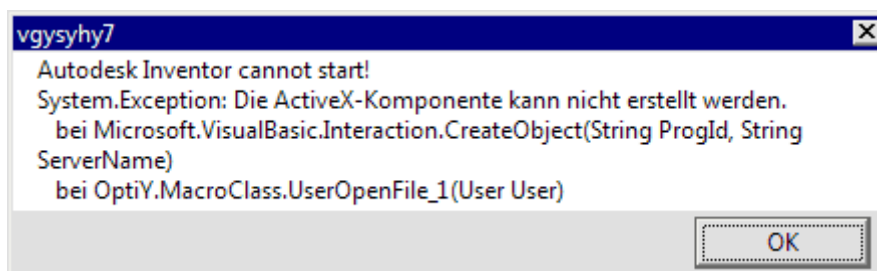 vgysyhy7
Autodesk Inventor cannot start!
System.Exception: Die ActiveX-Komponente kann nicht erstellt werden.
bei Microsoft.VisualBasic.Interaction.CreateObject(String ProgId, String
ServerName)
bei OptiY.MacroClass.UserOpenFile_1(User User)
OK